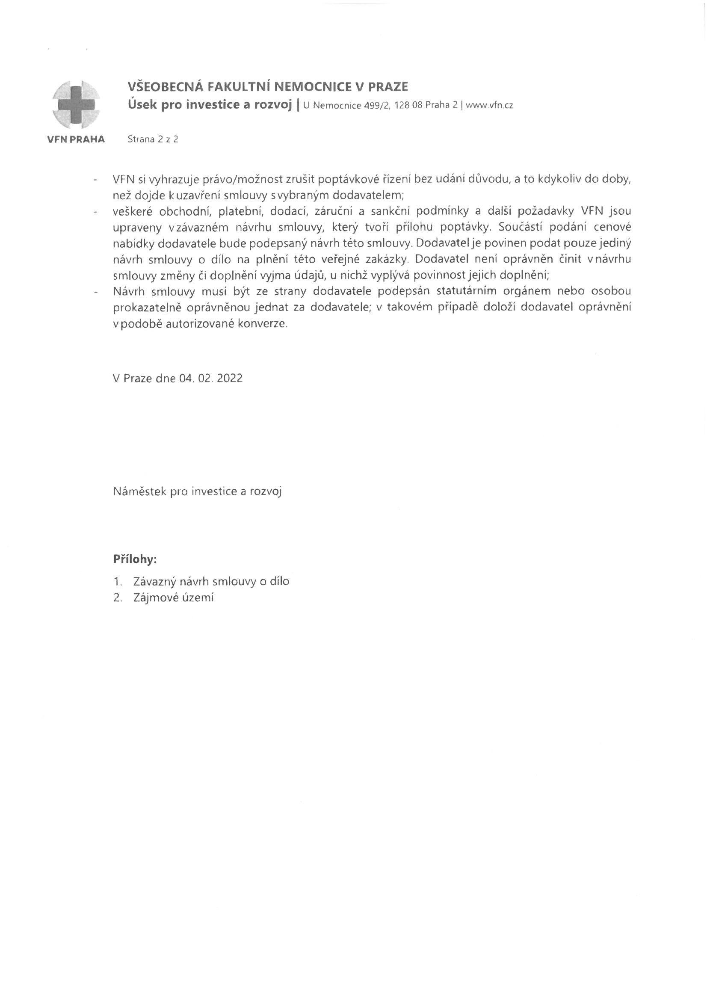 VŠEOBECNÁ FAKULTNÍ NEMOCNICE V PRAZE
Úsek pro investice a rozvoj | U Nemocnice 499/2, 128 08 Praha 2 | www.vfn.cz
VFN PRAHA
Strana 2 z 2
- VFN si vyhrazuje právo/možnost zrušit poptávkové řízení bez udání důvodu, a to kdykoliv do doby,
než dojde k uzavření smlouvy s vybraným dodavatelem;
- veškeré obchodní, platební, dodací, záruční a sankční podmínky a další požadavky VFN jsou
upraveny v závazném návrhu smlouvy, který tvoří přílohu poptávky. Součástí podání cenové
nabídky dodavatele bude podepsaný návrh této smlouvy. Dodavatel je povinen podat pouze jediný
návrh smlouvy o dílo na plnění této veřejné zakázky. Dodavatel není oprávněn činit v návrhu
smlouvy změny či doplnění vyjma údajů, u nichž vyplývá povinnost jejich doplnění;
- Návrh smlouvy musí být ze strany dodavatele podepsán statutárním orgánem nebo osobou
prokazatelně oprávněnou jednat za dodavatele; v takovém případě doloží dodavatel oprávnění
v podobě autorizované konverze.
V Praze dne 04. 02. 2022
Náměstek pro investice a rozvoj
Přílohy:
1. Závazný návrh smlouvy o dílo
2. Zájmové území